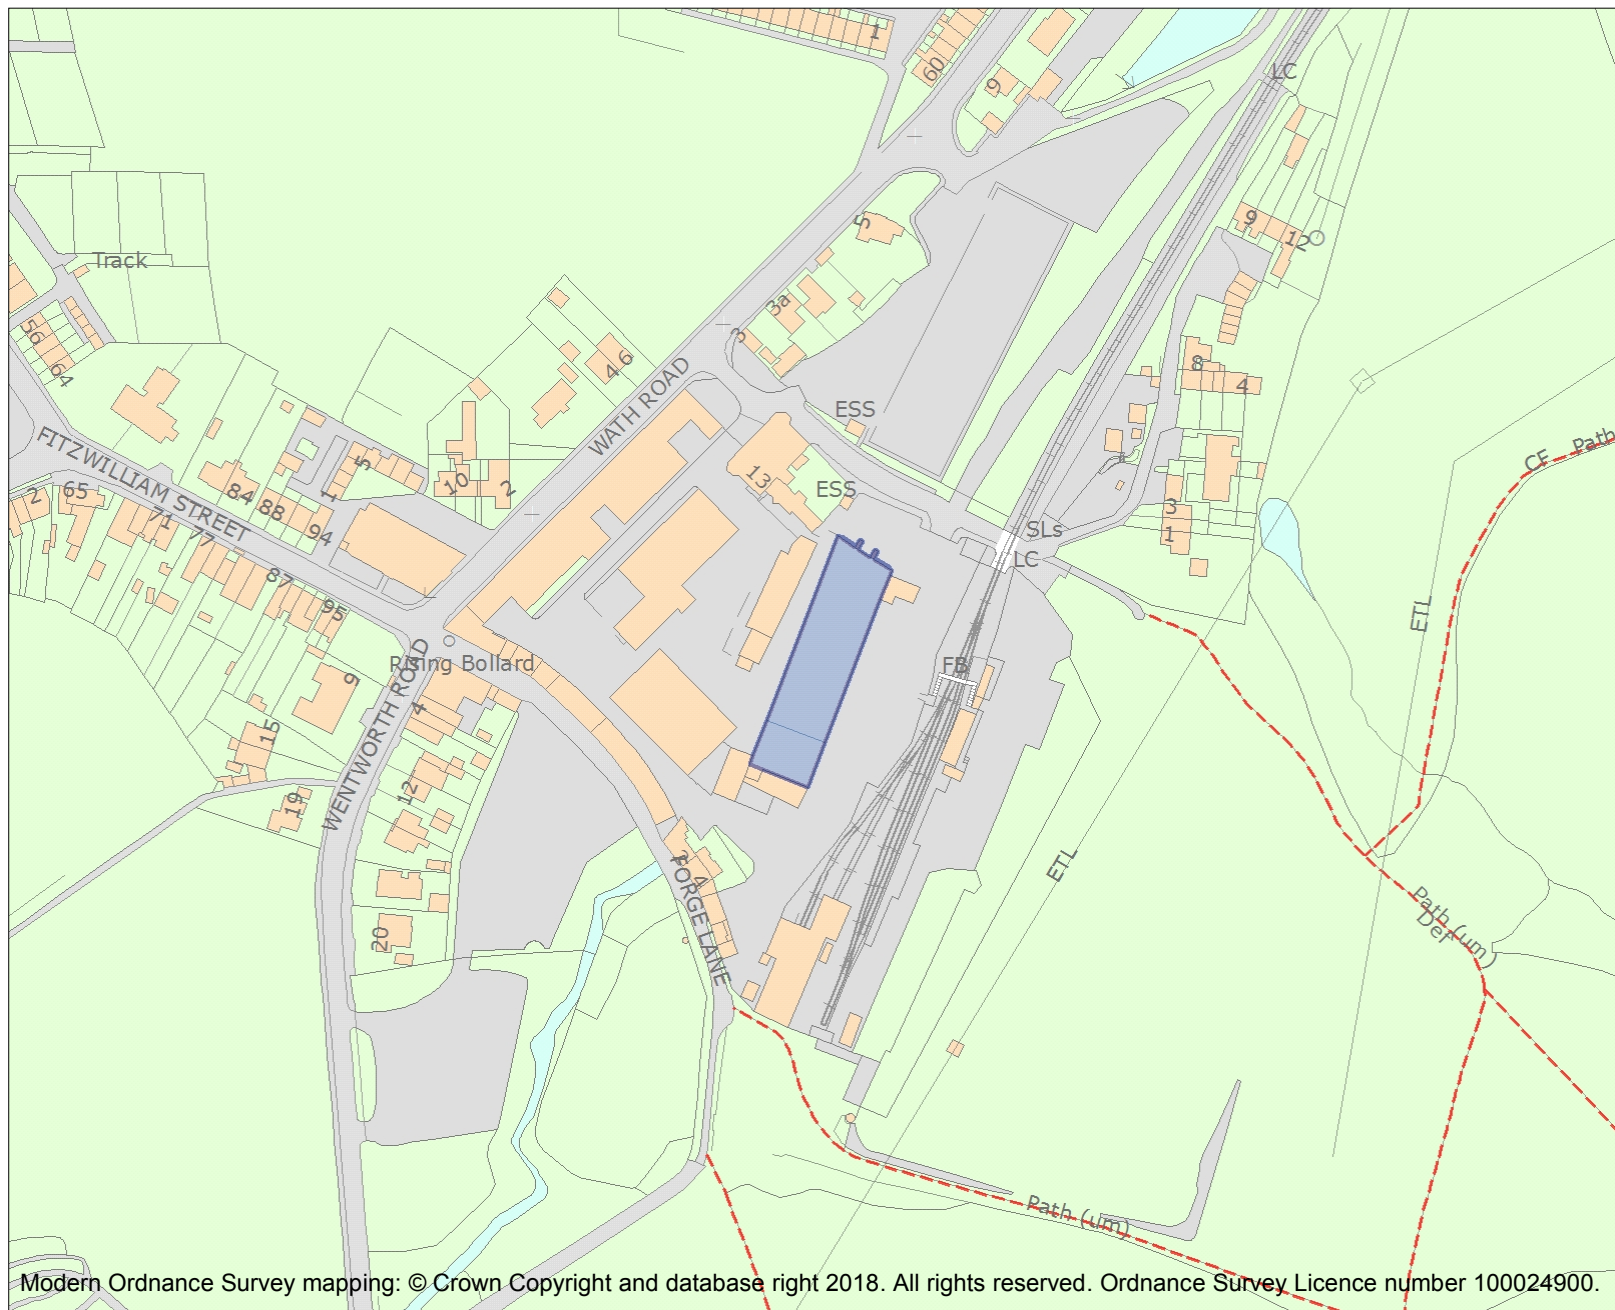 1
60
9
LC
5
9
12
Track
3a
3
56
64
4 6
WATH ROAD
8
4
ESS
FITZWILLIAM STREET
5
10
2
13
ESS
CF
Path
2
65
84
88
1
94
71
77
3
1
SLs
LC
87
95
ETL
Rising Bollard
FB
9
4
15
WENTWORTH ROAD
12
19
ETL
4
FORGE LANE
20
Path (um)
Der
Path (um)
Modern Ordnance Survey mapping: © Crown Copyright and database right 2018. All rights reserved. Ordnance Survey Licence number 100024900.